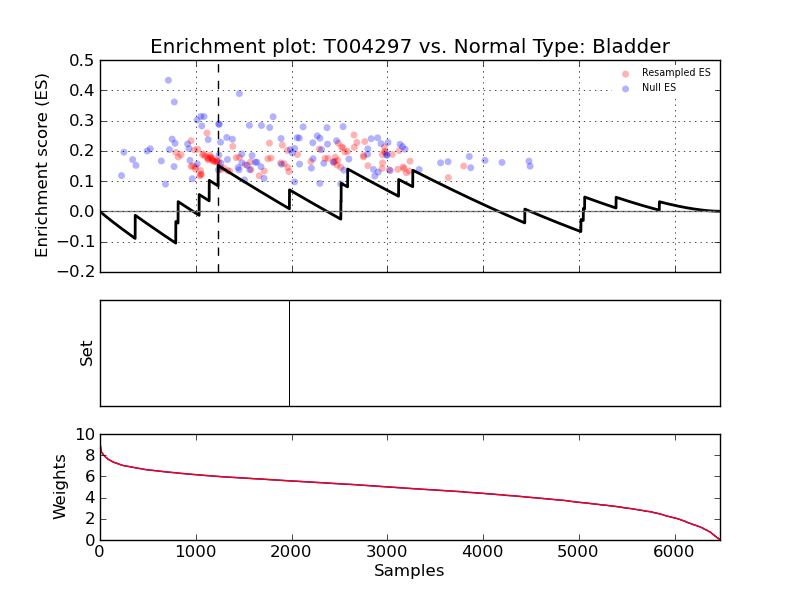 Enrichment plot: T004297 vs. Normal Type: Bladder
Enrichment score (ES)
0.5
0.4
0.3
0.2
0.1
0.0
−0.1
−0.2
Resampled ES
Null ES
Set
Weights
10
8
6
4
2
0
0 1000 2000 3000 4000 5000 6000
Samples